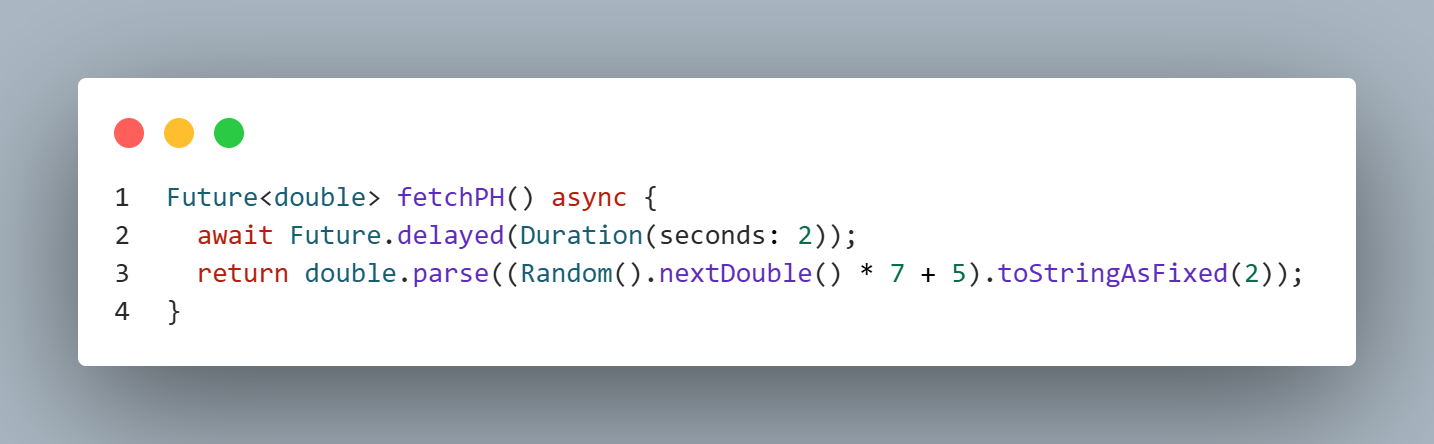 1 Future<double> fetchPH() async {
2   await Future.delayed(Duration(seconds: 2));
3   return double.parse((Random().nextDouble() * 7 + 5).toStringAsFixed(2));
4 }